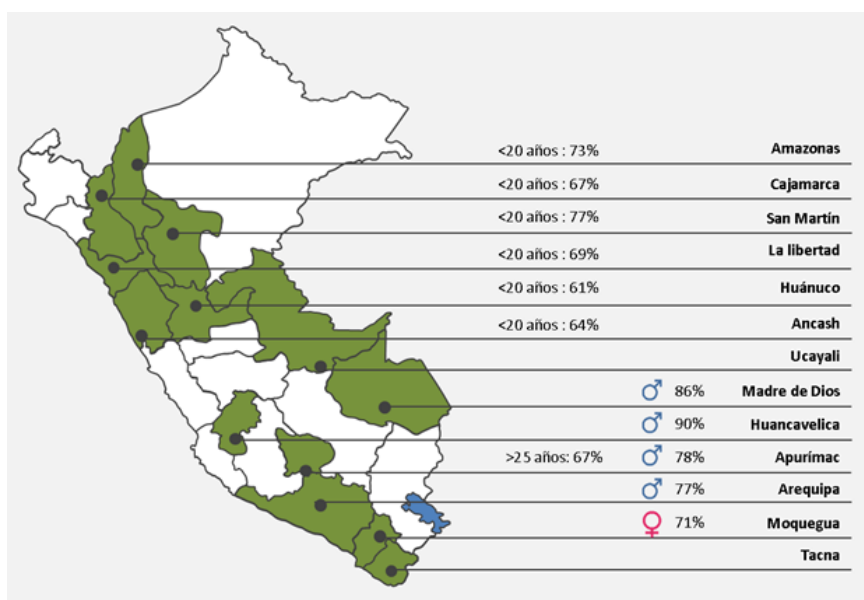 <20 años : 73% Amazonas
<20 años : 67% Cajamarca
<20 años : 77% San Martín
<20 años : 69% La libertad
<20 años : 61% Huánuco
<20 años : 64% Ancash
Ucayali
♂ 86% Madre de Dios
♂ 90% Huancavelica
>25 años: 67% ♂ 78% Apurímac
♂ 77% Arequipa
♀ 71% Moquegua
Tacna